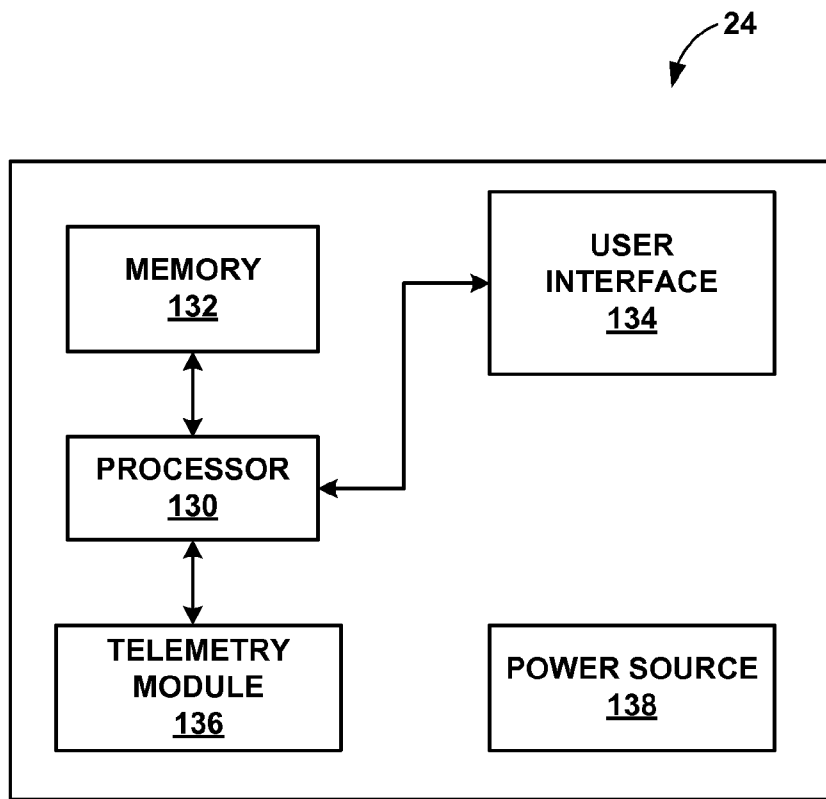 24
MEMORY
132
USER
INTERFACE
134
PROCESSOR
130
TELEMETRY
MODULE
136
POWER SOURCE
138